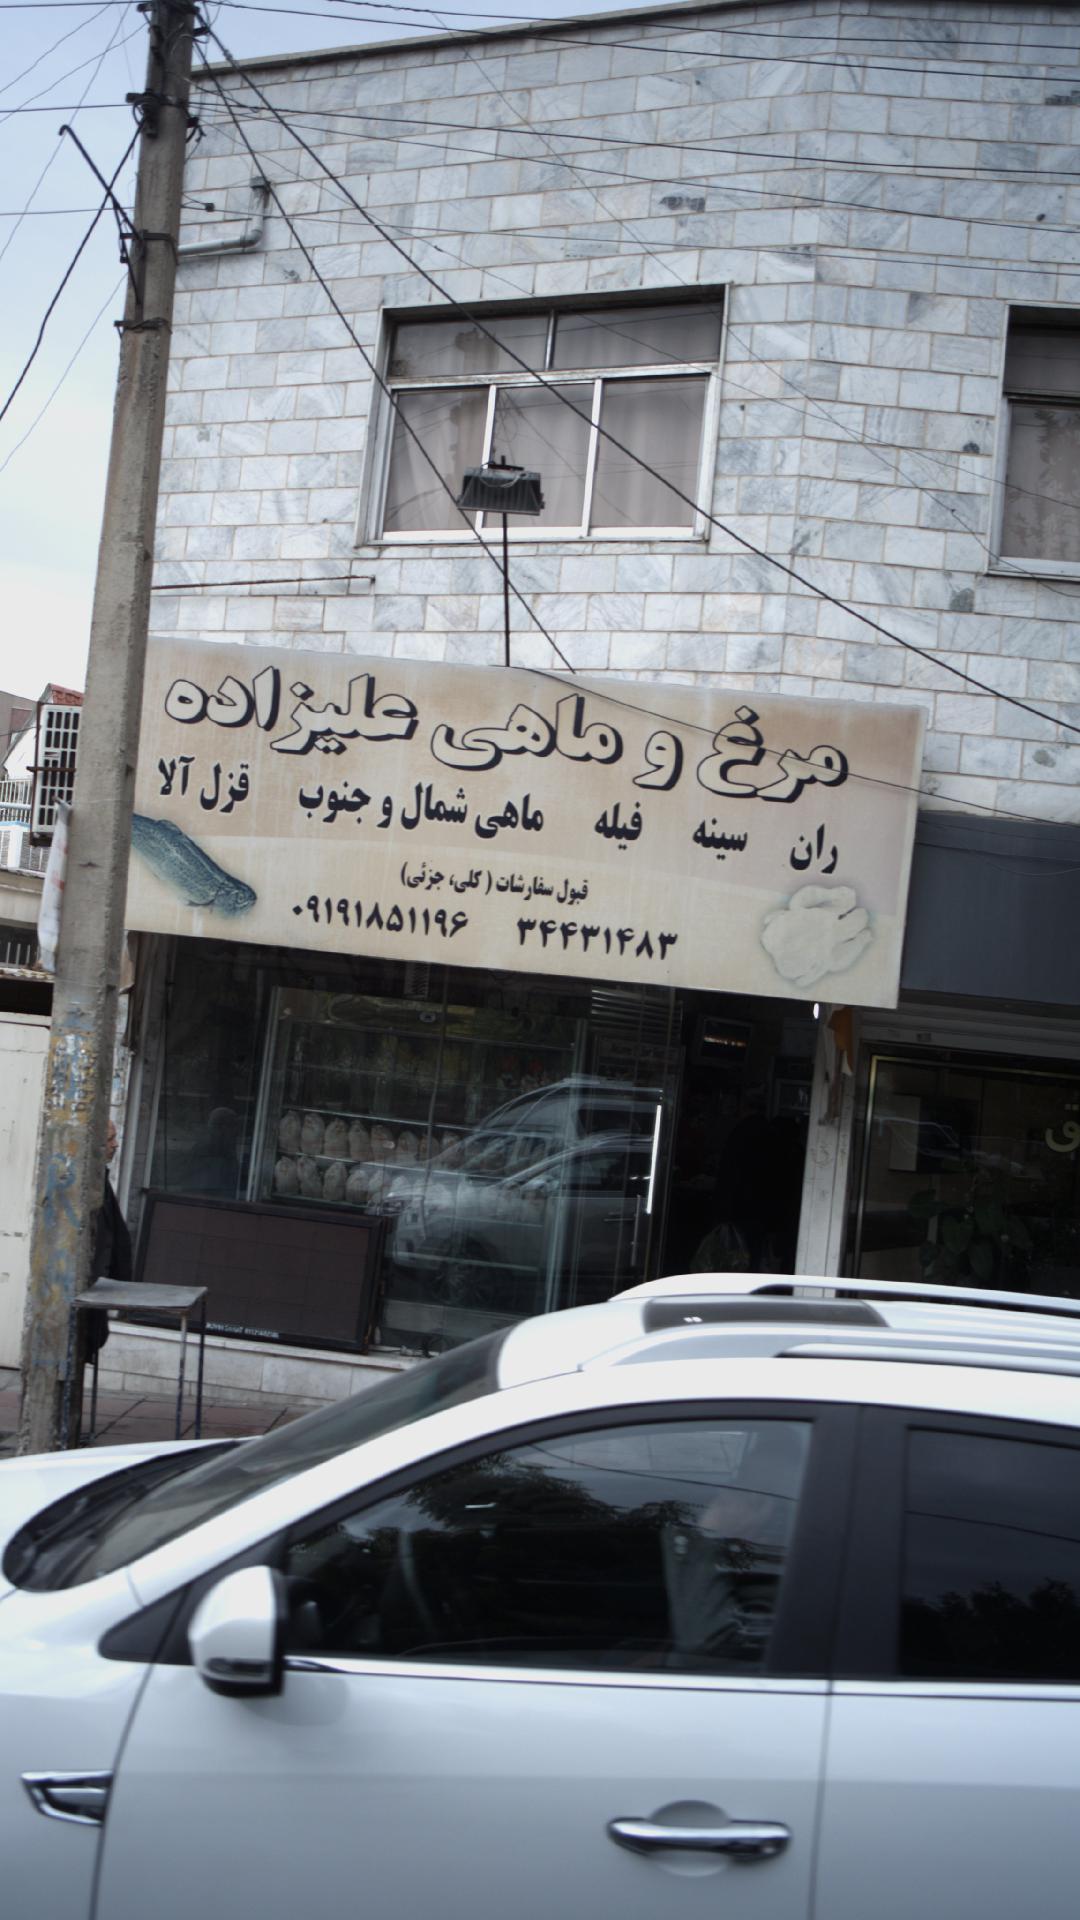 مرغ و ماهی علیزاده
ران سینه فیله ماهی شمال و جنوب قزل آلا
قبول سفارشات ( کلی، جزئی)
۳۴۴۳۱۴۸۳ ۰۹۱۹۱۸۵۱۱۹۶